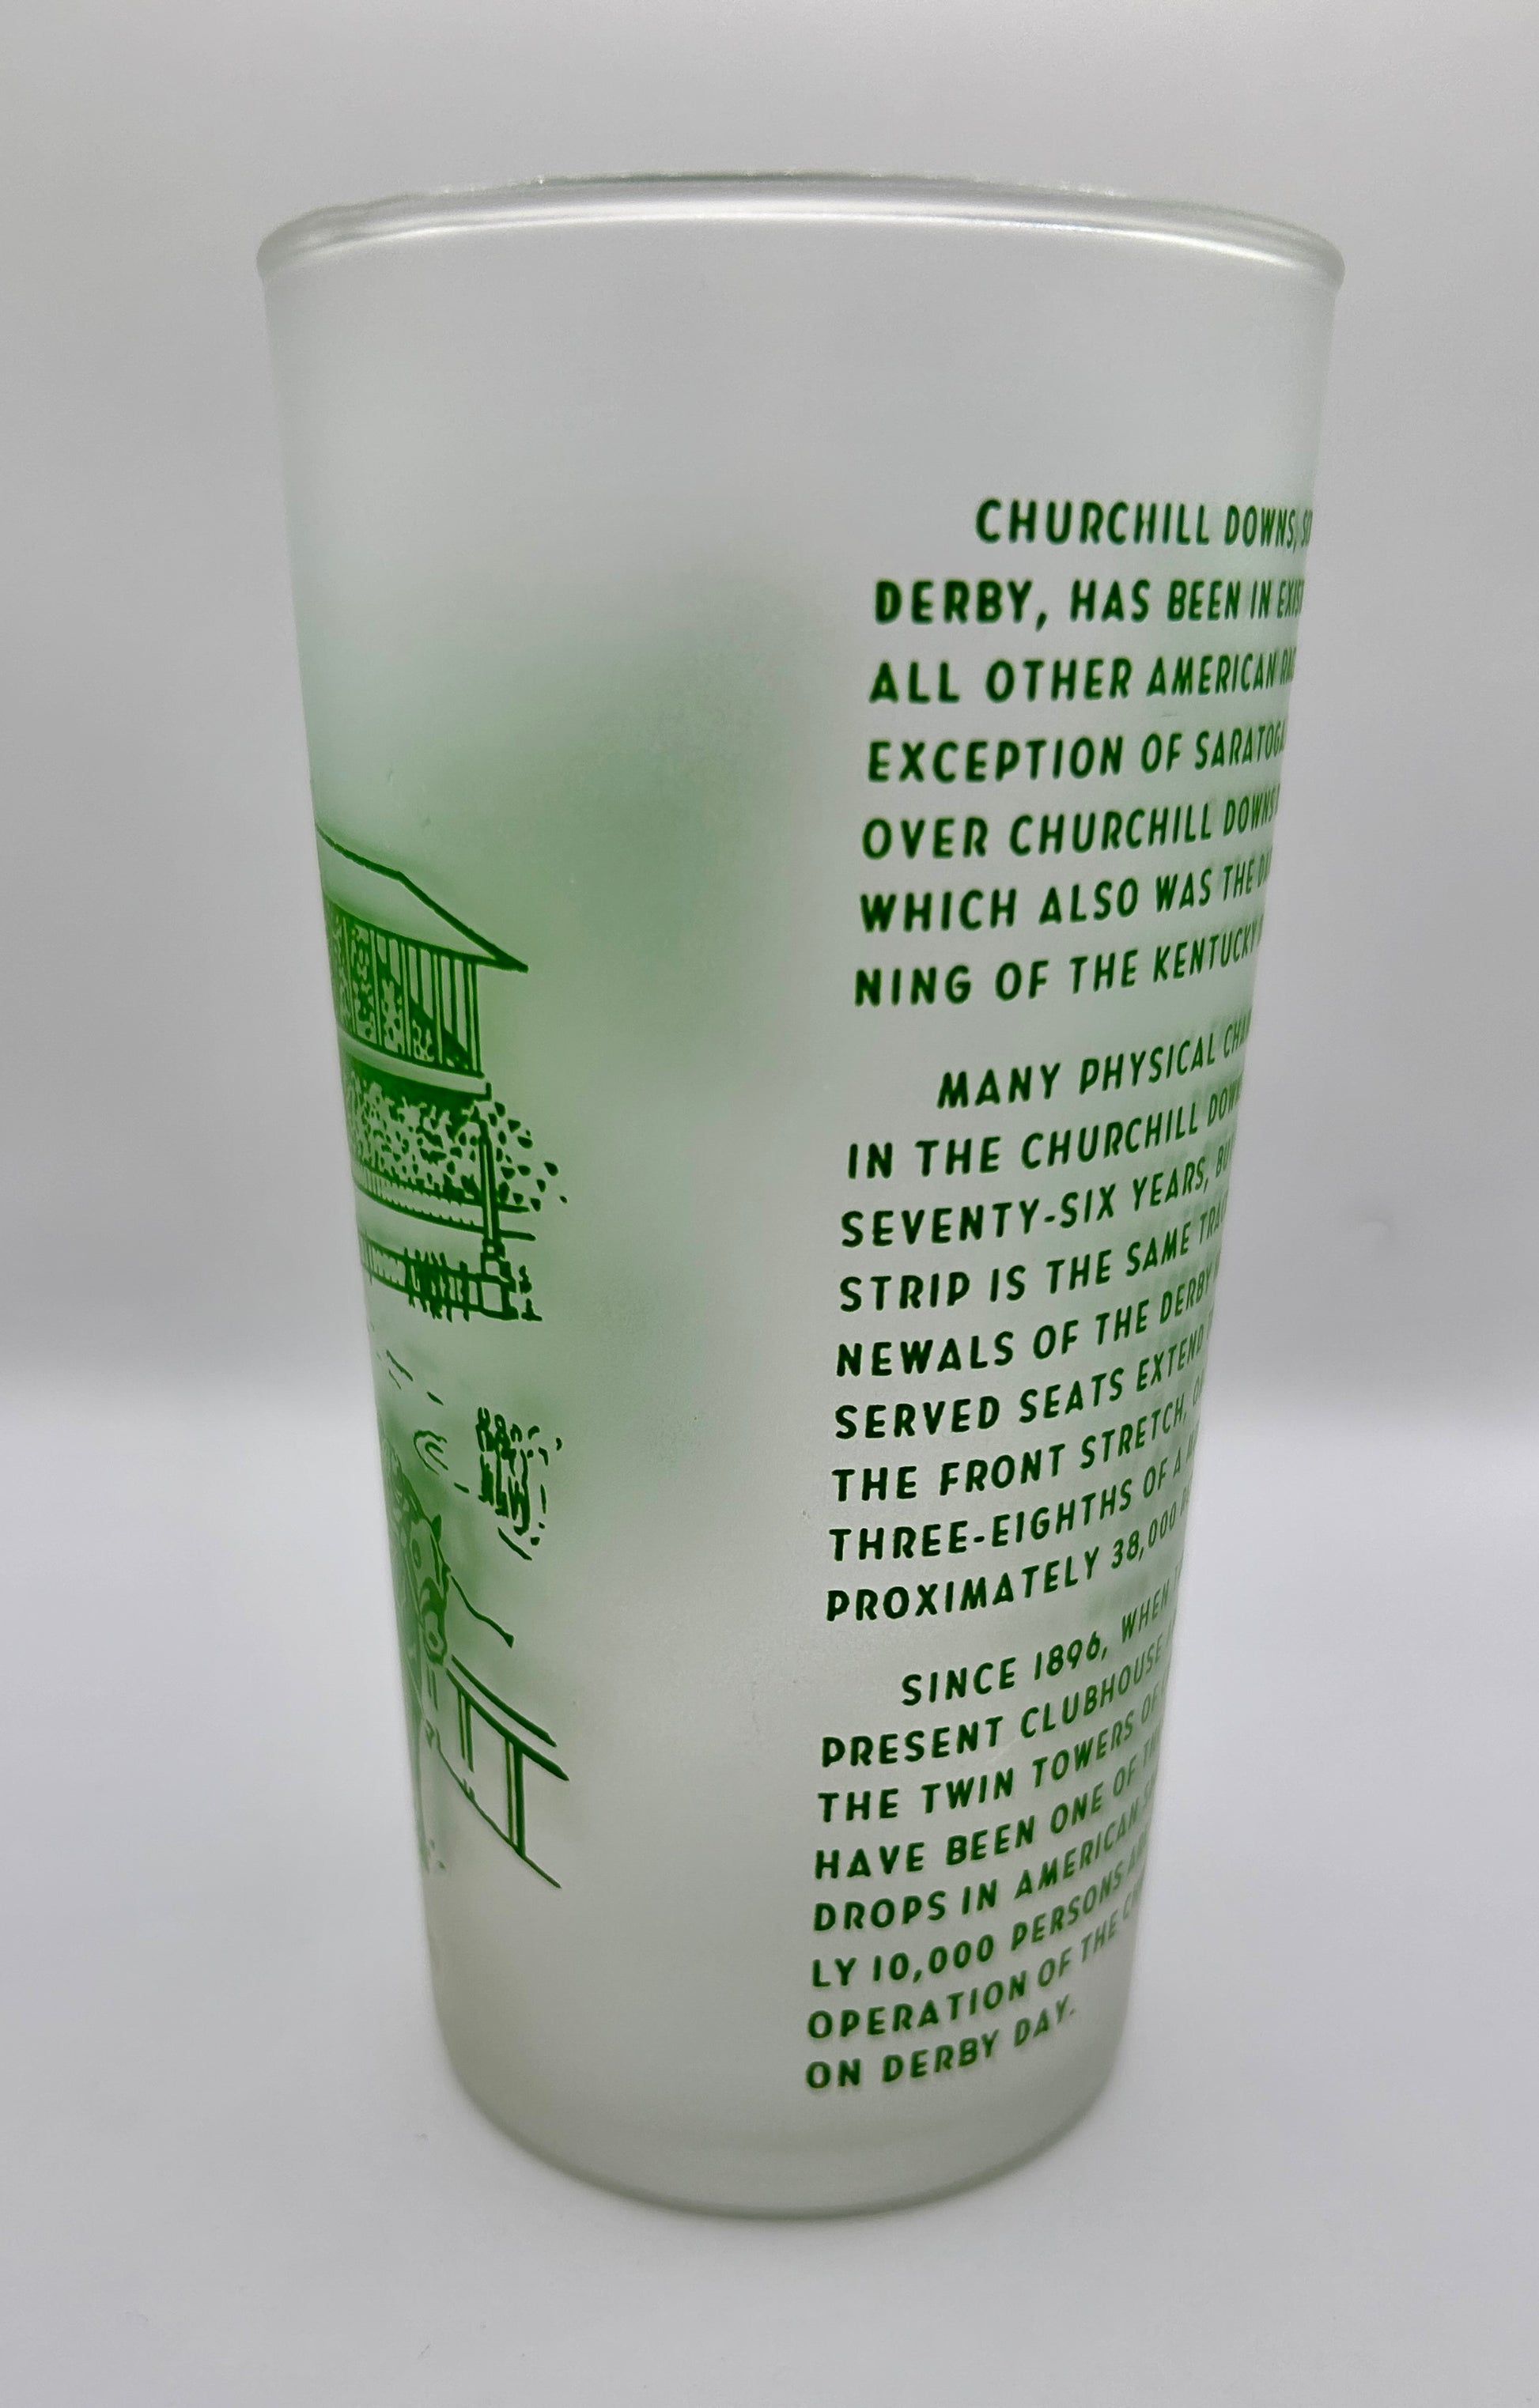 CHURCHILL DOWNS,
DERBY, HAS BEEN IN
ALL OTHER AMERICAN
EXCEPTION OF SARATOGA
OVER CHURCHILL DOWNS
WHICH ALSO WAS THE
NING OF THE KENTUCKY
MANY PHYSICAL
IN THE CHURCHILL
SEVENTY-SIX YEARS,
STRIP IS THE SAME
NEWALS OF THE DERBY
SERVED SEATS EXTEND
THE FRONT STRETCH,
THREE-EIGHTHS OF A
PROXIMATELY 38,000
SINCE 1896, WHEN
PRESENT CLUBHOUSE
THE TWIN TOWERS OF
HAVE BEEN ONE OF
DROPS IN AMERICAN
LY 10,000 PERSONS
OPERATION OF THE
ON DERBY DAY.